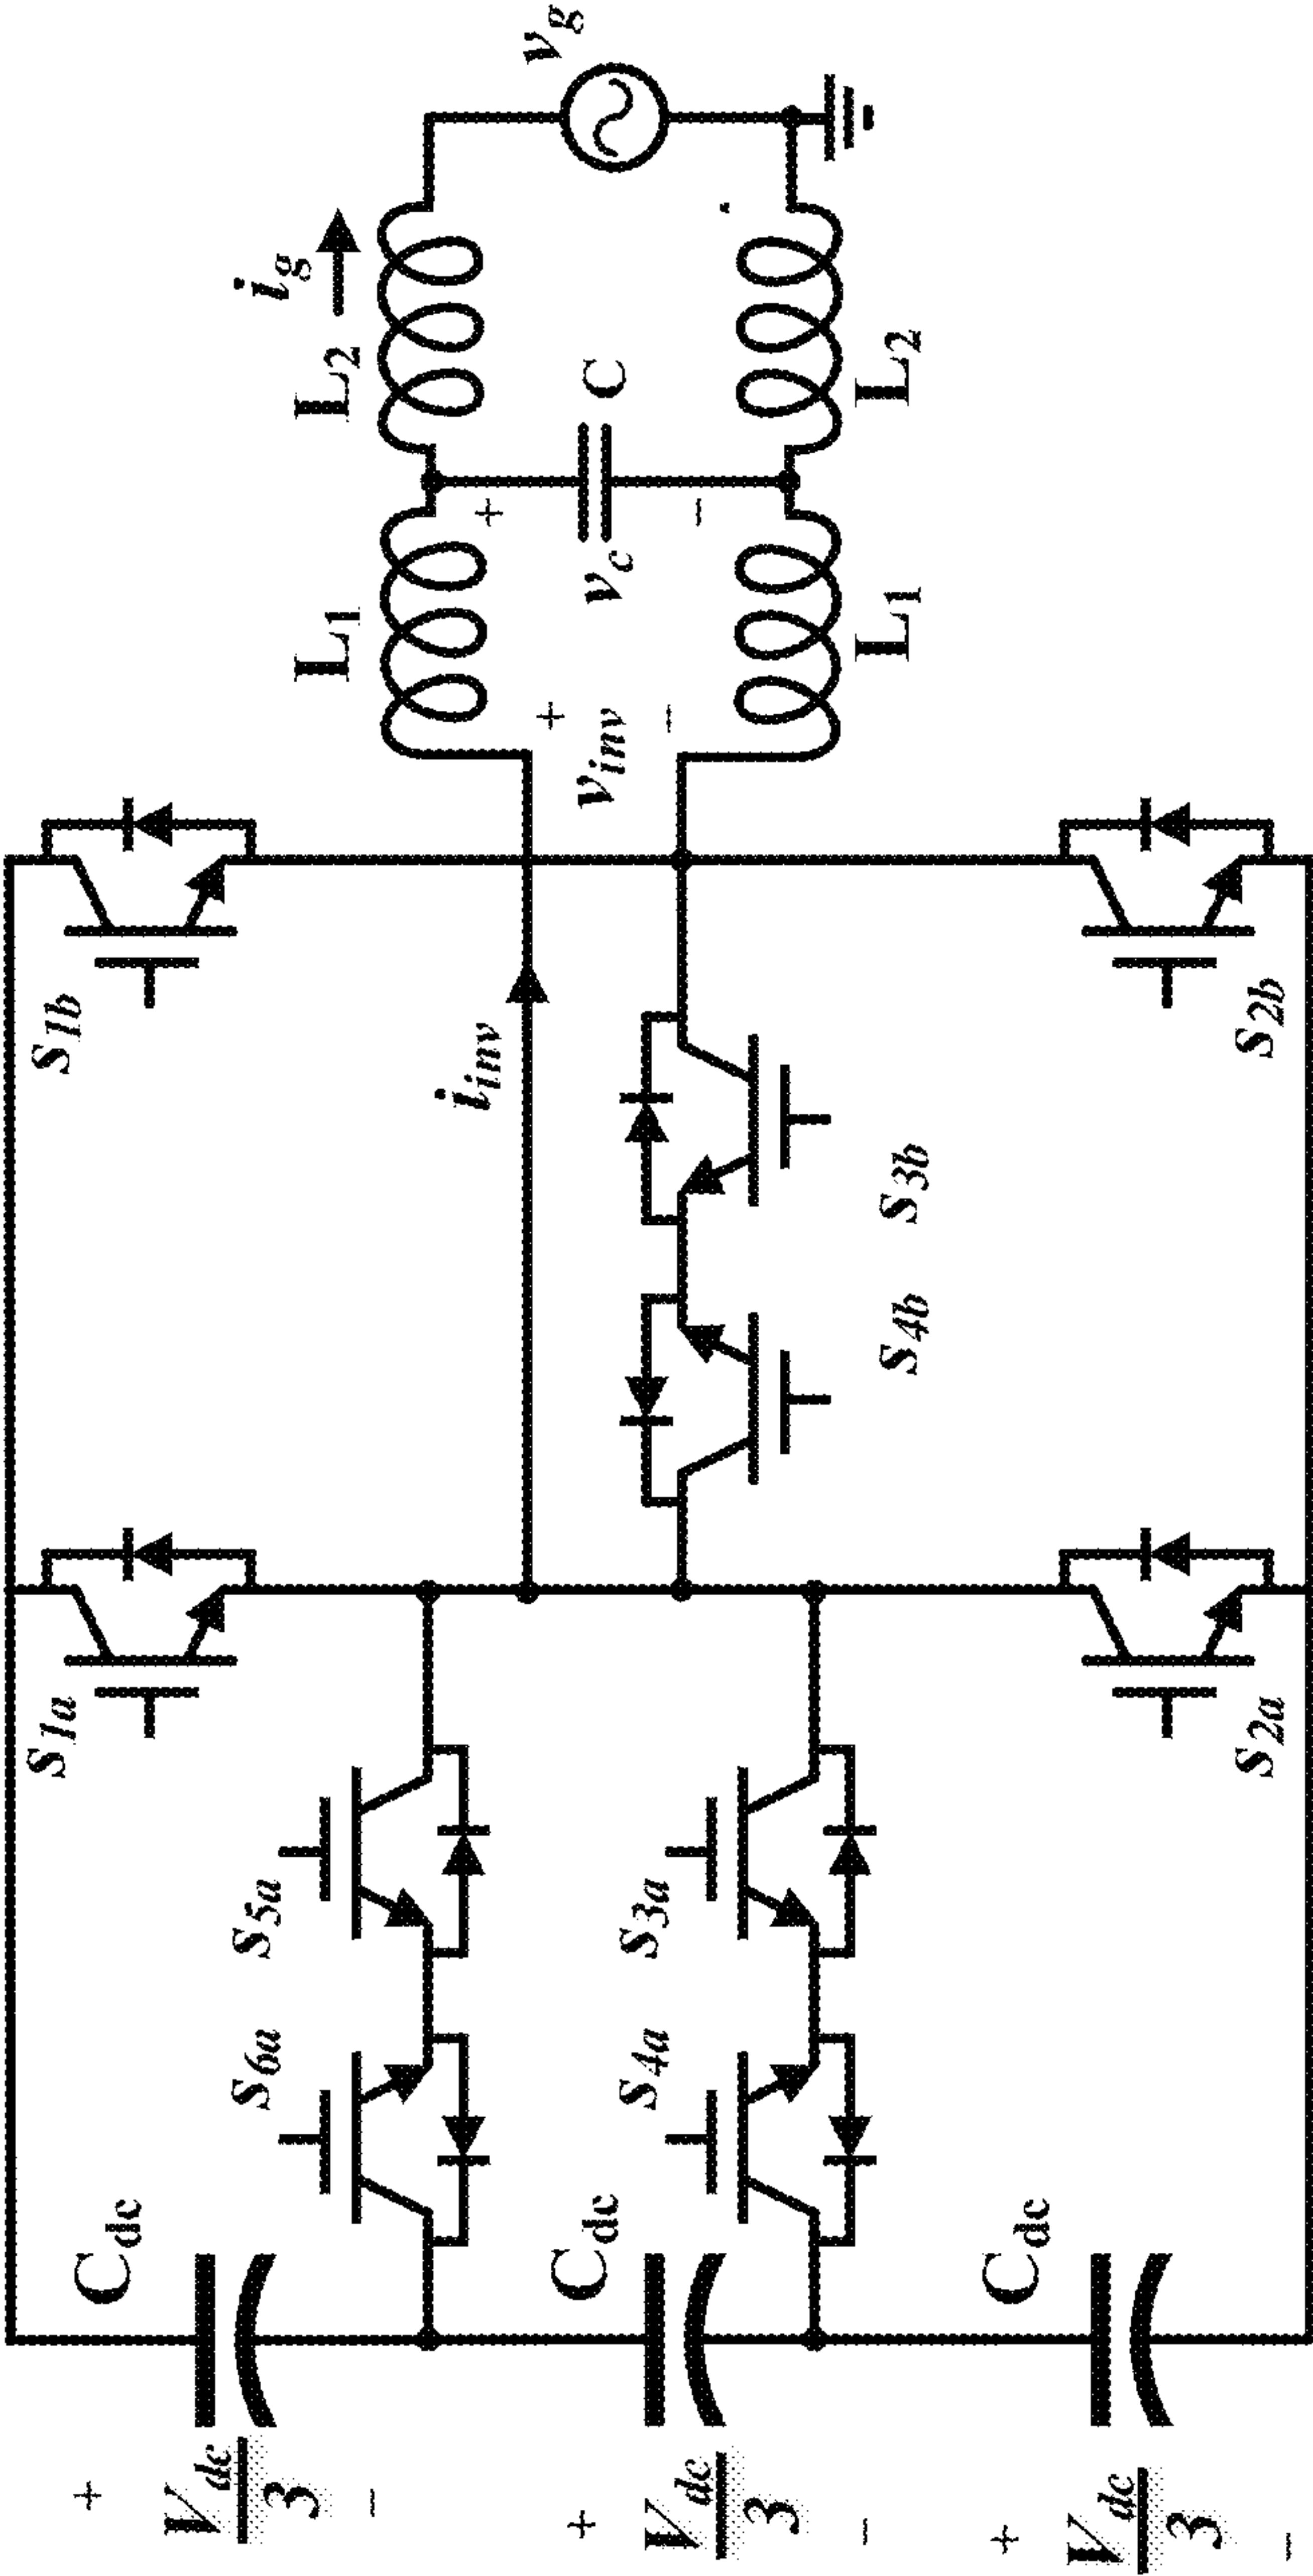 +
V_dc/3
−
C_dc
+
V_dc/3
−
C_dc
+
V_dc/3
−
C_dc
S_6a
S_5a
S_4a
S_3a
S_1a
S_2a
S_4b
S_3b
i_inv
S_1b
S_2b
+
v_inv
−
L_1
L_1
+
v_c
−
C
L_2
L_2
i_g
v_g